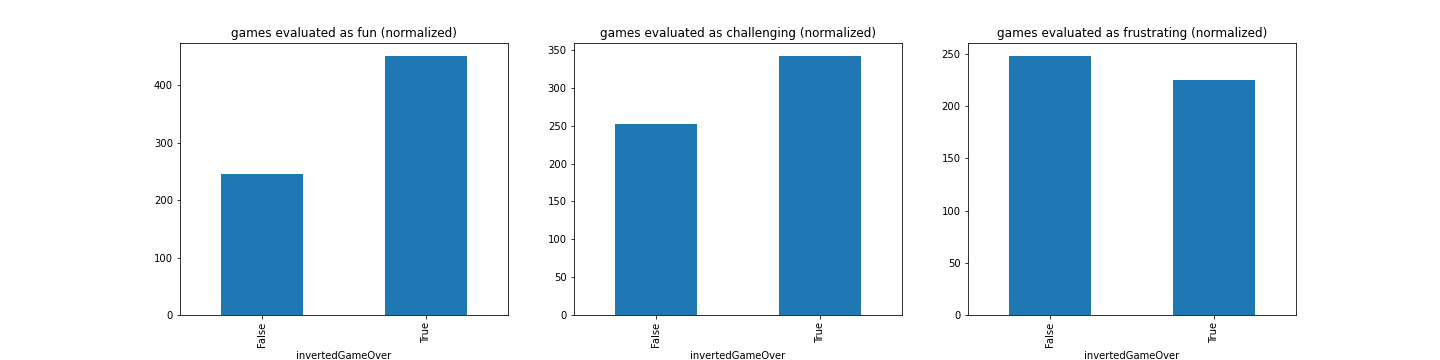 games evaluated as fun (normalized)
400
300
200
100
0
False
True
invertedGameOver
games evaluated as challenging (normalized)
350
300
250
200
150
100
50
0
False
True
invertedGameOver
games evaluated as frustrating (normalized)
250
200
150
100
50
0
False
True
invertedGameOver